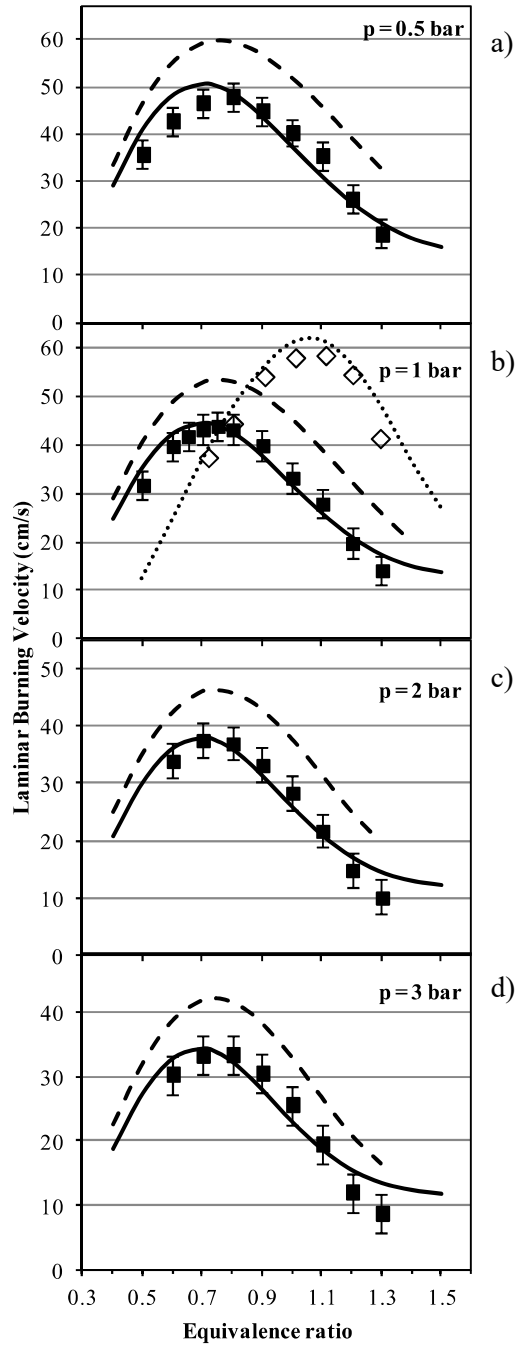 60
50
40
30
20
10
0
p = 0.5 bar
a)
60
50
40
30
20
10
0
p = 1 bar
b)
50
40
30
20
10
0
p = 2 bar
c)
40
30
20
10
0
p = 3 bar
d)
0.3 0.5 0.7 0.9 1.1 1.3 1.5
Equivalence ratio
Laminar Burning Velocity (cm/s)